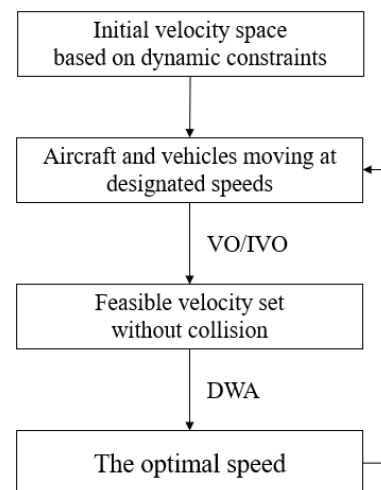 Initial velocity space
based on dynamic constraints
Aircraft and vehicles moving at
designated speeds
VO/IVO
Feasible velocity set
without collision
DWA
The optimal speed